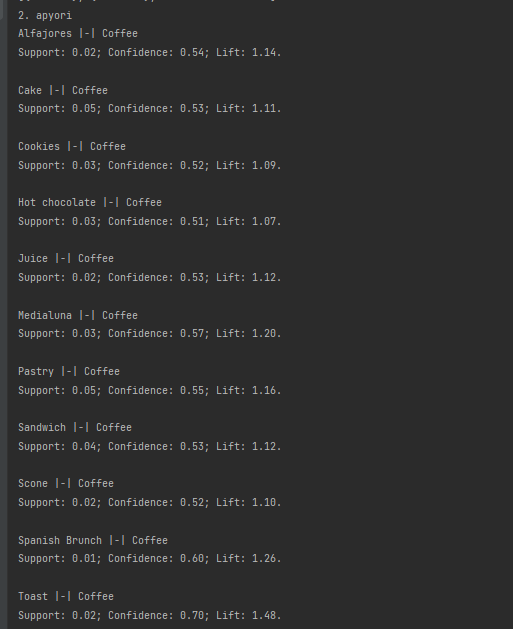 2. apyori
Alfajores |-| Coffee
Support: 0.02; Confidence: 0.54; Lift: 1.14.
Cake |-| Coffee
Support: 0.05; Confidence: 0.53; Lift: 1.11.
Cookies |-| Coffee
Support: 0.03; Confidence: 0.52; Lift: 1.09.
Hot chocolate |-| Coffee
Support: 0.03; Confidence: 0.51; Lift: 1.07.
Juice |-| Coffee
Support: 0.02; Confidence: 0.53; Lift: 1.12.
Medialuna |-| Coffee
Support: 0.03; Confidence: 0.57; Lift: 1.20.
Pastry |-| Coffee
Support: 0.05; Confidence: 0.55; Lift: 1.16.
Sandwich |-| Coffee
Support: 0.04; Confidence: 0.53; Lift: 1.12.
Scone |-| Coffee
Support: 0.02; Confidence: 0.52; Lift: 1.10.
Spanish Brunch |-| Coffee
Support: 0.01; Confidence: 0.60; Lift: 1.26.
Toast |-| Coffee
Support: 0.02; Confidence: 0.70; Lift: 1.48.